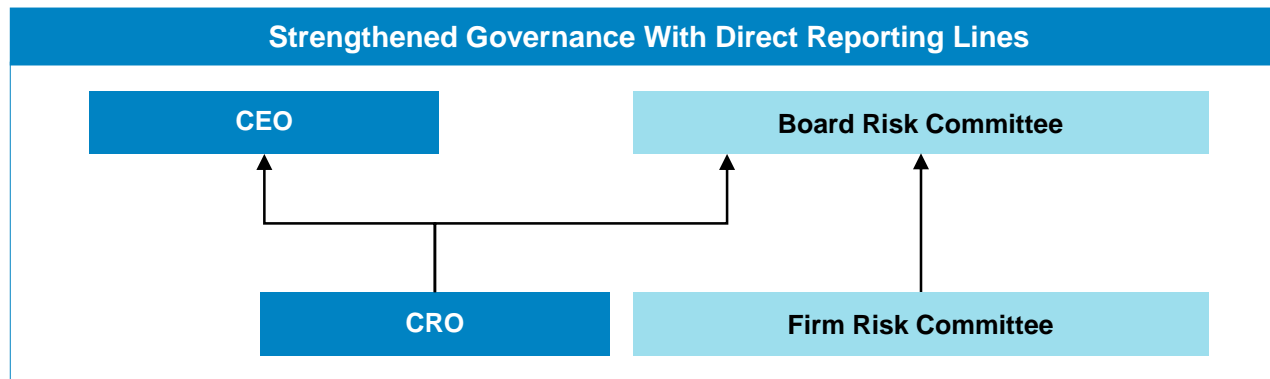 Strengthened Governance With Direct Reporting Lines
CEO
Board Risk Committee
CRO
Firm Risk Committee